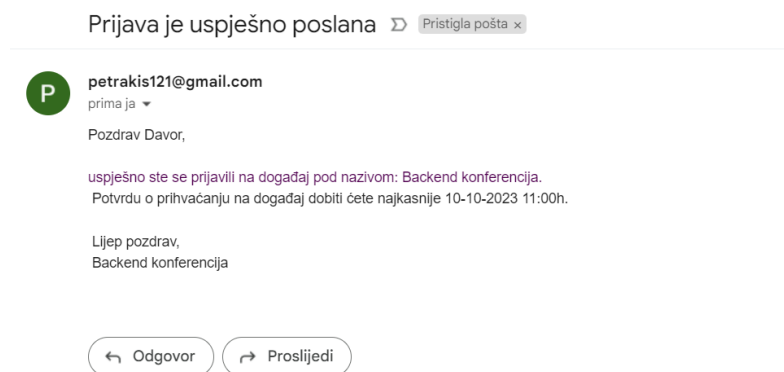 Prijava je uspješno poslana
Pristigla pošta ×
P
petrakis121@gmail.com
prima ja
Pozdrav Davor,
uspješno ste se prijavili na događaj pod nazivom: Backend konferencija.
Potvrdu o prihvaćanju na događaj dobiti ćete najkasnije 10-10-2023 11:00h.
Lijep pozdrav,
Backend konferencija
Odgovor
Proslijedi